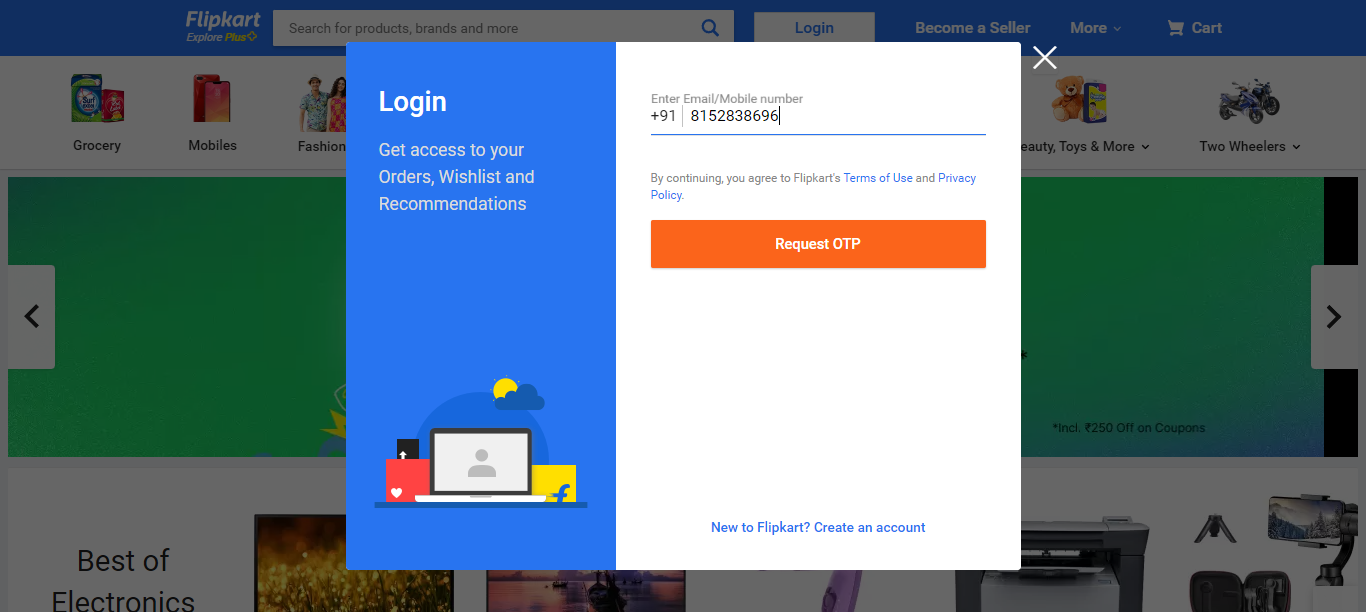 Flipkart
Explore Plus
Search for products, brands and more
Login
Become a Seller
More
Cart
Grocery
Mobiles
Fashion
eauty, Toys & More
Two Wheelers
Login
Get access to your
Orders, Wishlist and
Recommendations
Enter Email/Mobile number
+91 8152838696
By continuing, you agree to Flipkart's Terms of Use and Privacy
Policy.
Request OTP
New to Flipkart? Create an account
*
*Incl. ₹250 Off on Coupons
Best of
Electronics